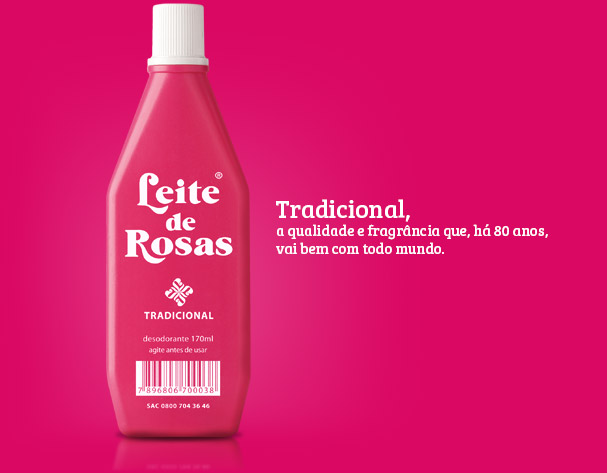 Leite ®
de
Rosas
TRADICIONAL
desodorante 170ml
agite antes de usar
7 896806 700038
SAC 0800 704 36 46
Tradicional,
a qualidade e fragrância que, há 80 anos,
vai bem com todo mundo.